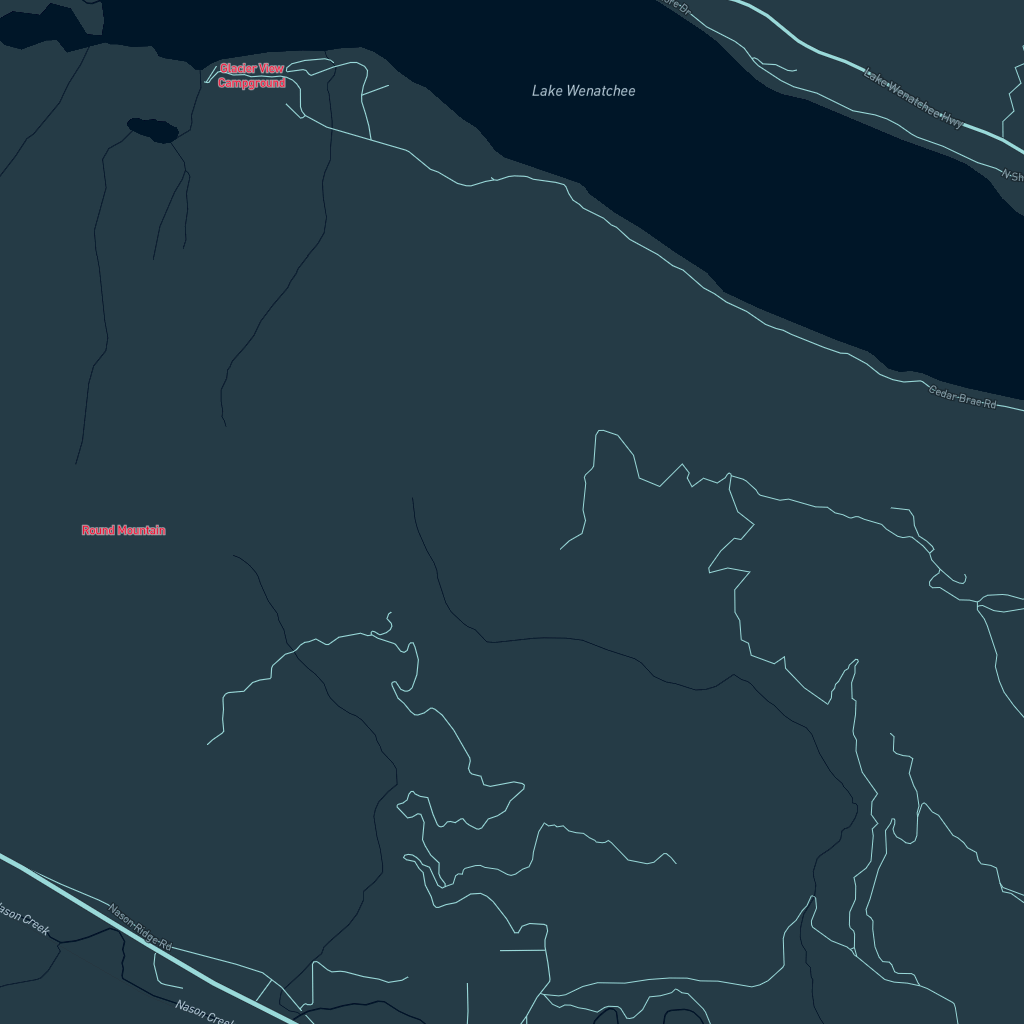 Glacier View
Campground
Lake Wenatchee
Lake Wenatchee Hwy
N Sh
Cedar Brae Rd
Round Mountain
Nason Ridge Rd
Nason Creek
Nason Creek